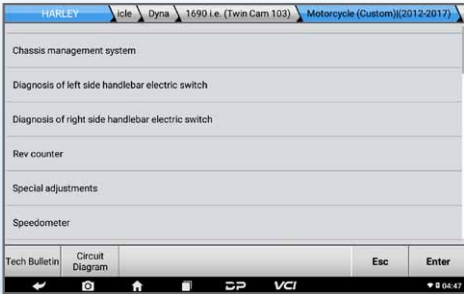 HARLEY icle Dyna 1690 i.e. (Twin Cam 103) Motorcycle (Custom)|(2012-2017)
Chassis management system
Diagnosis of left side handlebar electric switch
Diagnosis of right side handlebar electric switch
Rev counter
Special adjustments
Speedometer
Tech Bulletin Circuit Diagram Esc Enter
DP VCI 04:47